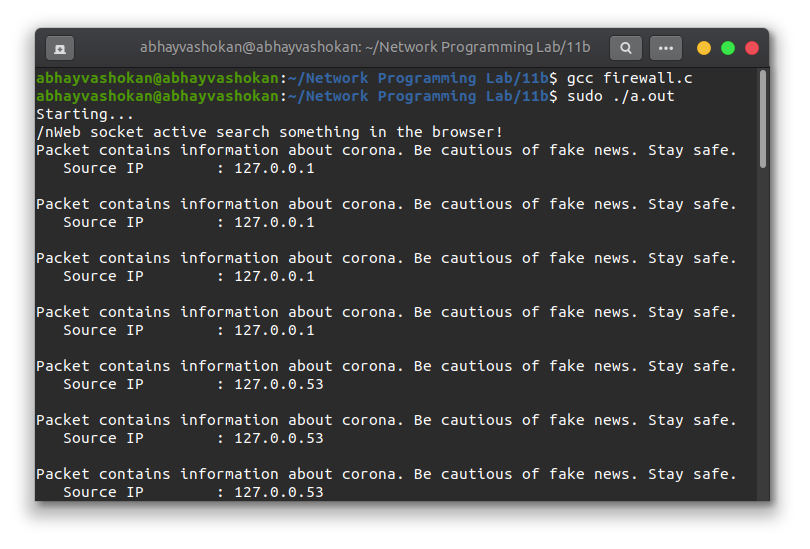 abhayvashokan@abhayvashokan: ~/Network Programming Lab/11b
abhayvashokan@abhayvashokan:~/Network Programming Lab/11b$ gcc firewall.c
abhayvashokan@abhayvashokan:~/Network Programming Lab/11b$ sudo ./a.out
Starting...
/nWeb socket active search something in the browser!
Packet contains information about corona. Be cautious of fake news. Stay safe.
   Source IP        : 127.0.0.1

Packet contains information about corona. Be cautious of fake news. Stay safe.
   Source IP        : 127.0.0.1

Packet contains information about corona. Be cautious of fake news. Stay safe.
   Source IP        : 127.0.0.1

Packet contains information about corona. Be cautious of fake news. Stay safe.
   Source IP        : 127.0.0.1

Packet contains information about corona. Be cautious of fake news. Stay safe.
   Source IP        : 127.0.0.53

Packet contains information about corona. Be cautious of fake news. Stay safe.
   Source IP        : 127.0.0.53

Packet contains information about corona. Be cautious of fake news. Stay safe.
   Source IP        : 127.0.0.53